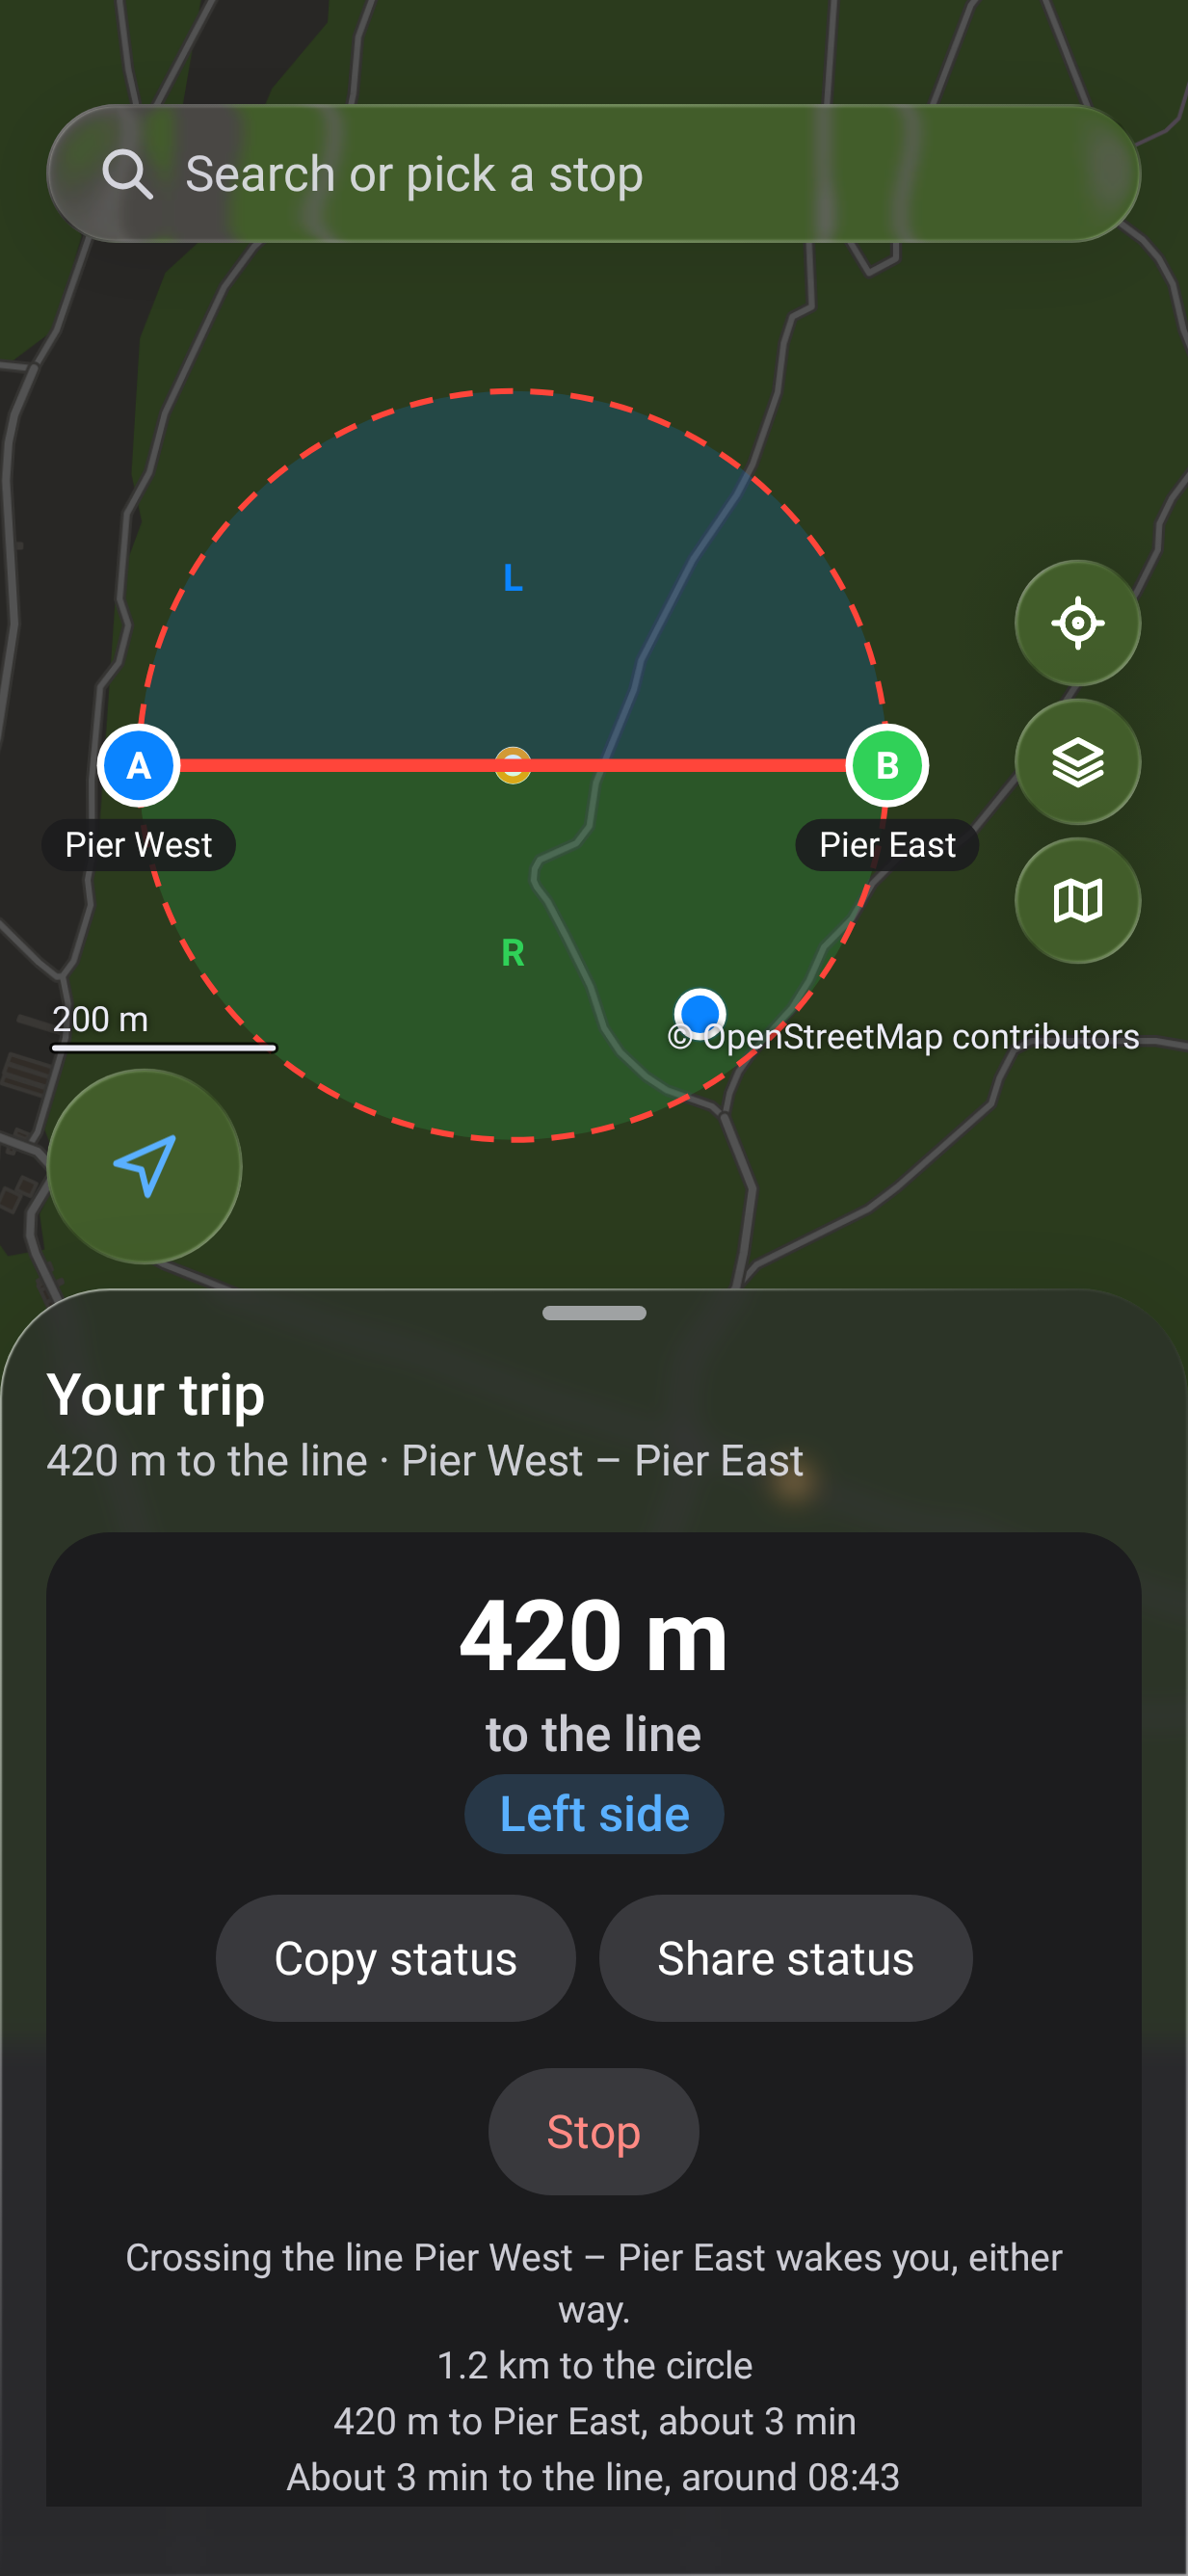 Search or pick a stop
L
A
B
Pier West
Pier East
R
200 m
© OpenStreetMap contributors
Your trip
420 m to the line · Pier West – Pier East
420 m
to the line
Left side
Copy status
Share status
Stop
Crossing the line Pier West – Pier East wakes you, either
way.
1.2 km to the circle
420 m to Pier East, about 3 min
About 3 min to the line, around 08:43